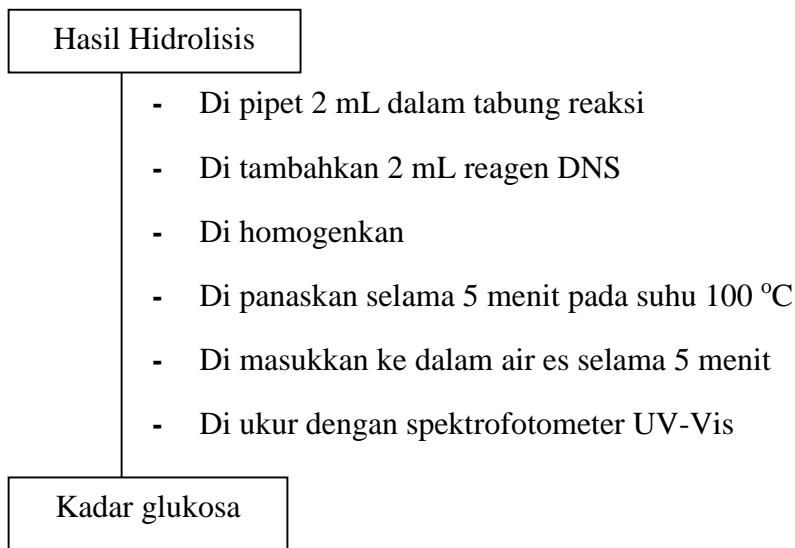 Hasil Hidrolisis
- Di pipet 2 mL dalam tabung reaksi
- Di tambahkan 2 mL reagen DNS
- Di homogenkan
- Di panaskan selama 5 menit pada suhu 100 ºC
- Di masukkan ke dalam air es selama 5 menit
- Di ukur dengan spektrofotometer UV-Vis
Kadar glukosa